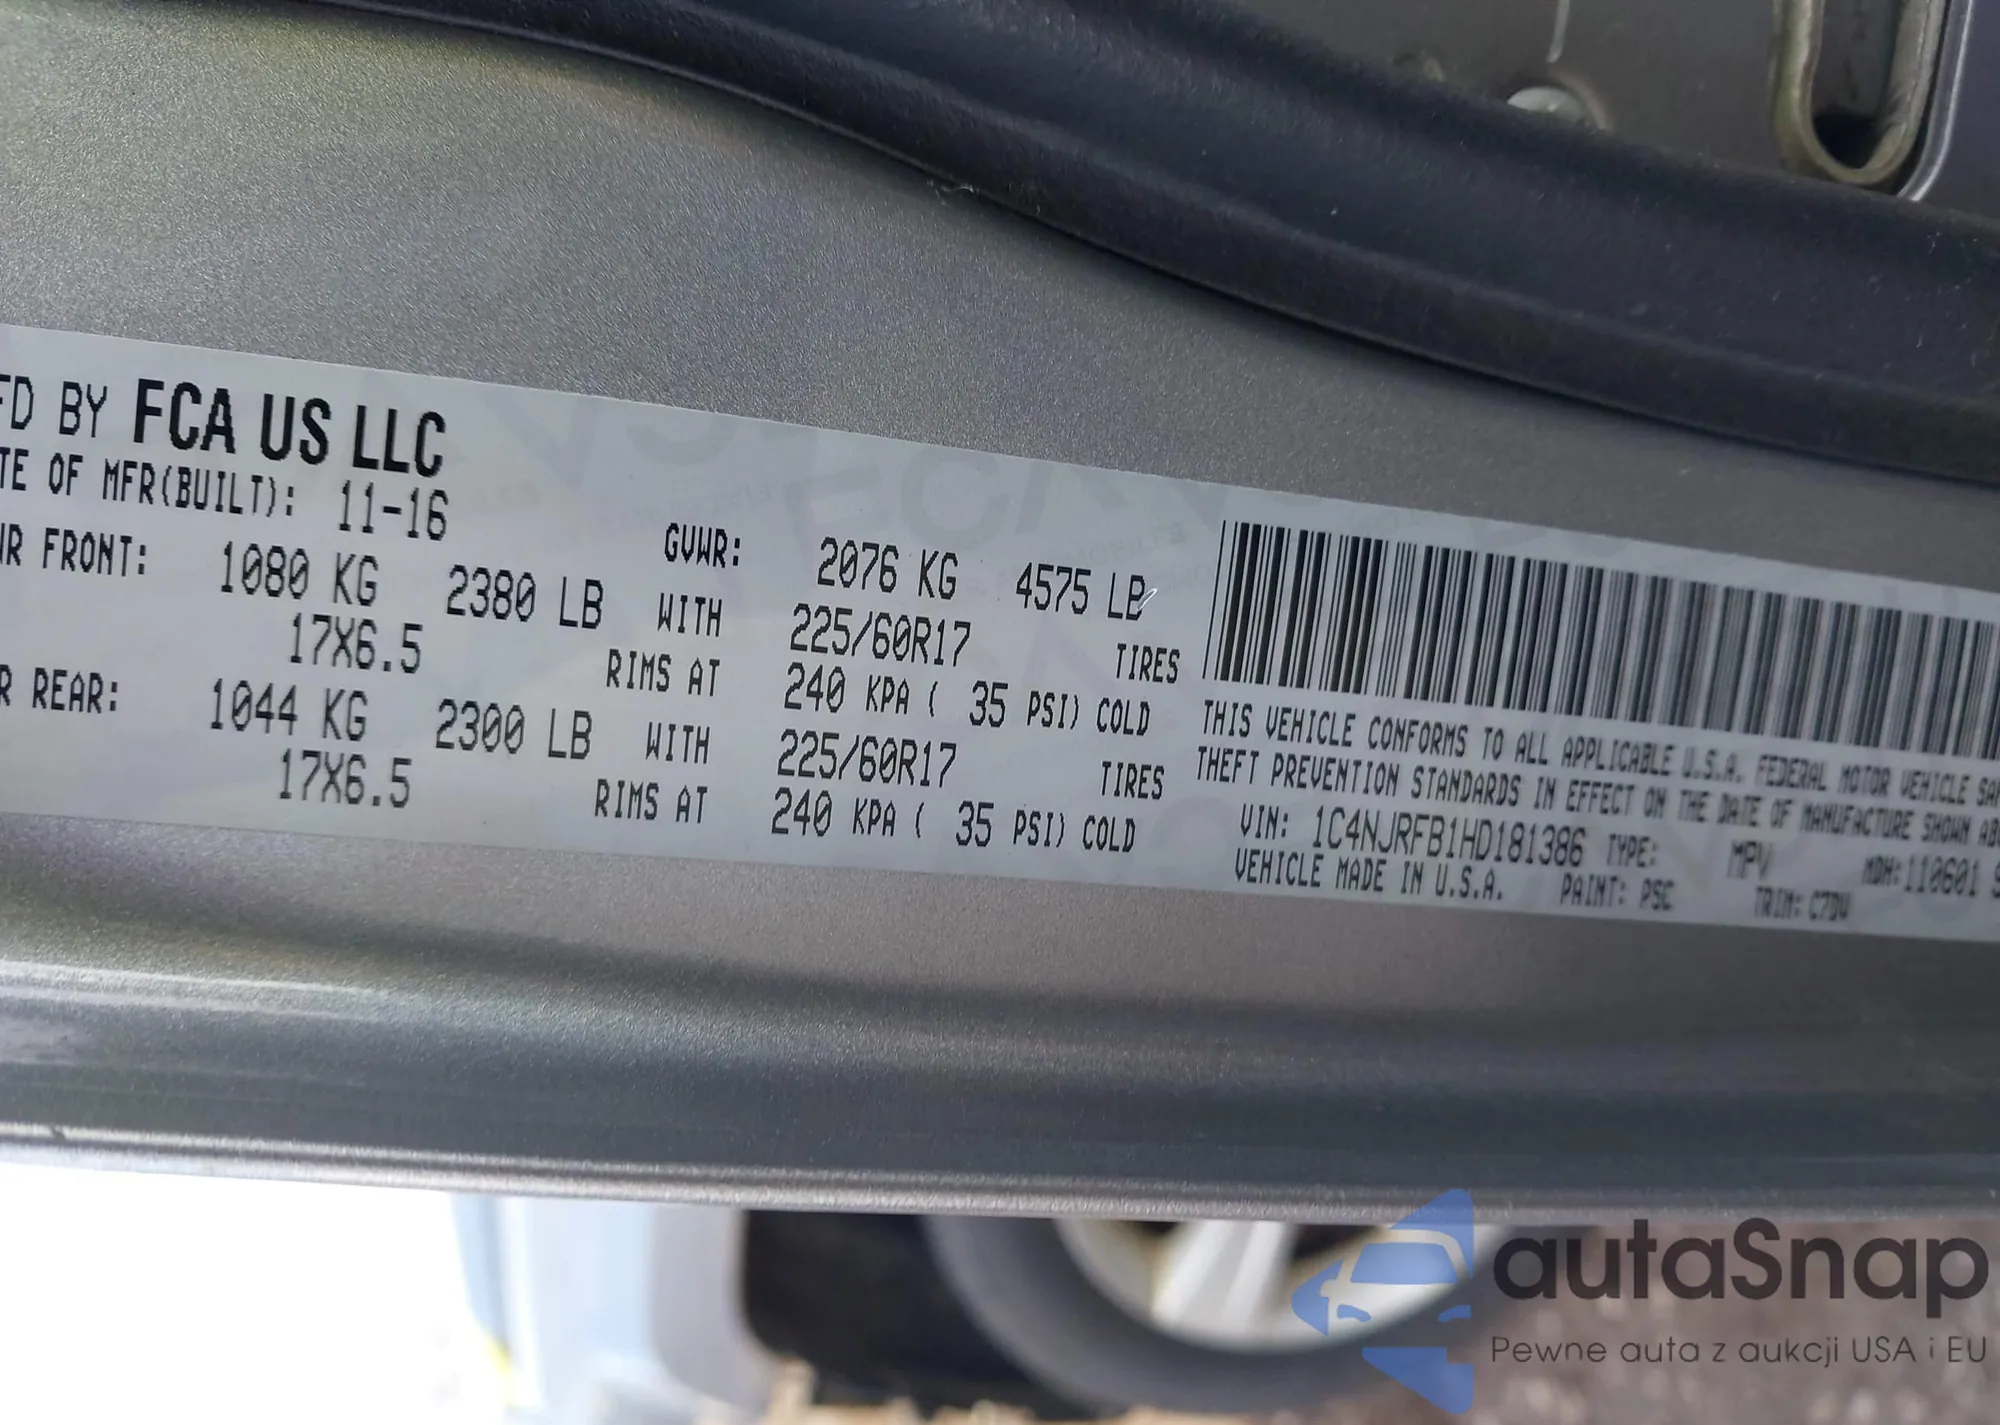 FD BY FCA US LLC
TE OF MFR(BUILT): 11-16
GVWR: 2076 KG 4575 LB
WR FRONT: 1080 KG 2380 LB WITH 225/60R17 TIRES
17X6.5 RIMS AT 240 KPA ( 35 PSI) COLD
R REAR: 1044 KG 2300 LB WITH 225/60R17 TIRES
17X6.5 RIMS AT 240 KPA ( 35 PSI) COLD
THIS VEHICLE CONFORMS TO ALL APPLICABLE U.S.A. FEDERAL MOTOR VEHICLE SA
THEFT PREVENTION STANDARDS IN EFFECT ON THE DATE OF MANUFACTURE SHOWN AB
VIN: 1C4NJRFB1HD181386 TYPE: MPV MDH: 110601
VEHICLE MADE IN U.S.A. PAINT: PSC TRIM: C7DV
autaSnap
Pewne auta z aukcji USA i EU